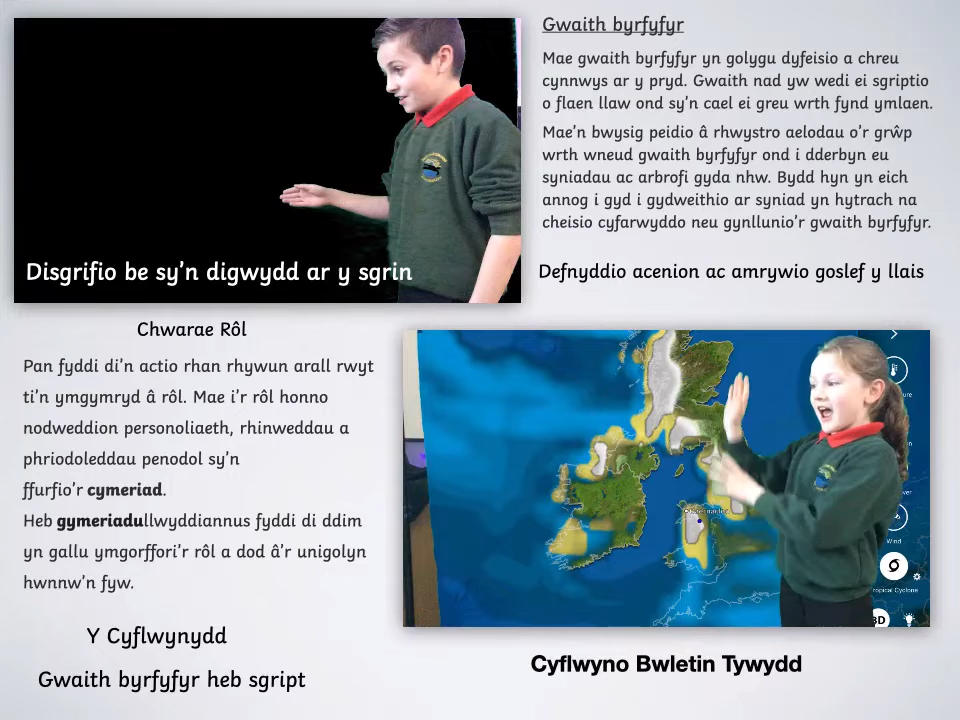 Gwaith byrfyfyr
Mae gwaith byrfyfyr yn golygu dyfeisio a chreu
cynnwys ar y pryd. Gwaith nad yw wedi ei sgriptio
o flaen llaw ond sy’n cael ei greu wrth fynd ymlaen.
Mae’n bwysig peidio â rhwystro aelodau o’r grŵp
wrth wneud gwaith byrfyfyr ond i dderbyn eu
syniadau ac arbrofi gyda nhw. Bydd hyn yn eich
annog i gyd i gydweithio ar syniad yn hytrach na
cheisio cyfarwyddo neu gynllunio’r gwaith byrfyfyr.
Disgrifio be sy’n digwydd ar y sgrin
Defnyddio acenion ac amrywio goslef y llais
Chwarae Rôl
Pan fyddi di’n actio rhan rhywun arall rwyt
ti’n ymgymryd â rôl. Mae i’r rôl honno
nodweddion personoliaeth, rhinweddau a
phriodoleddau penodol sy’n
ffurfio’r cymeriad.
Heb gymeriadullwyddiannus fyddi di ddim
yn gallu ymgorffori’r rôl a dod â’r unigolyn
hwnnw’n fyw.
Wind
ropical Cyclone
3D
Y Cyflwynydd
Gwaith byrfyfyr heb sgript
Cyflwyno Bwletin Tywydd